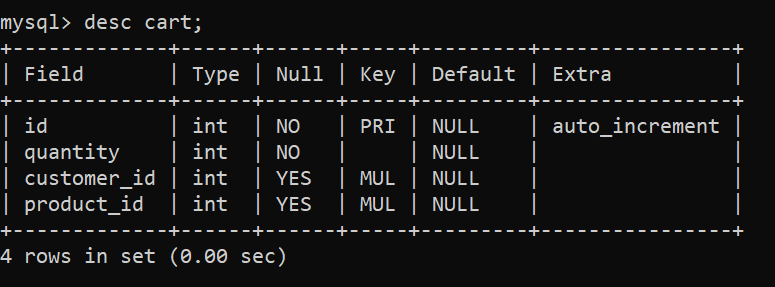 mysql> desc cart;
+-------------+------+------+-----+---------+----------------+
| Field       | Type | Null | Key | Default | Extra          |
+-------------+------+------+-----+---------+----------------+
| id          | int  | NO   | PRI | NULL    | auto_increment |
| quantity    | int  | NO   |     | NULL    |                |
| customer_id | int  | YES  | MUL | NULL    |                |
| product_id  | int  | YES  | MUL | NULL    |                |
+-------------+------+------+-----+---------+----------------+
4 rows in set (0.00 sec)